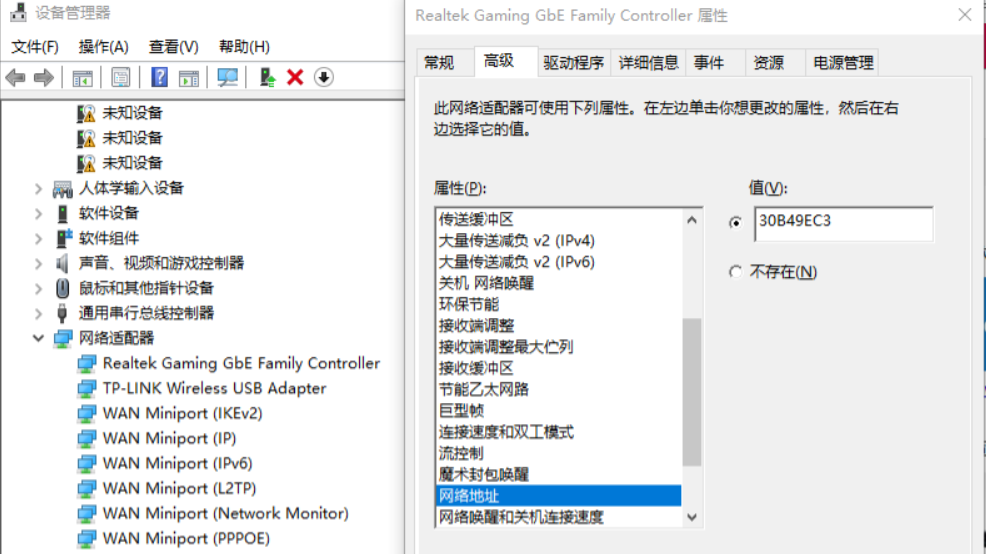 设备管理器
文件(F) 操作(A) 查看(V) 帮助(H)
未知设备
未知设备
未知设备
人体学输入设备
软件设备
软件组件
声音、视频和游戏控制器
鼠标和其他指针设备
通用串行总线控制器
网络适配器
Realtek Gaming GbE Family Controller
TP-LINK Wireless USB Adapter
WAN Miniport (IKEv2)
WAN Miniport (IP)
WAN Miniport (IPv6)
WAN Miniport (L2TP)
WAN Miniport (Network Monitor)
WAN Miniport (PPPOE)
Realtek Gaming GbE Family Controller 属性
常规 高级 驱动程序 详细信息 事件 资源 电源管理
此网络适配器可使用下列属性。在左边单击你想更改的属性，然后在右
边选择它的值。
属性(P):
传送缓冲区
大量传送减负 v2 (IPv4)
大量传送减负 v2 (IPv6)
关机 网络唤醒
环保节能
接收端调整
接收端调整最大伫列
接收缓冲区
节能乙太网路
巨型帧
连接速度和双工模式
流控制
魔术封包唤醒
网络地址
网络唤醒和关机连接速度
值(V):
30B49EC3
不存在(N)